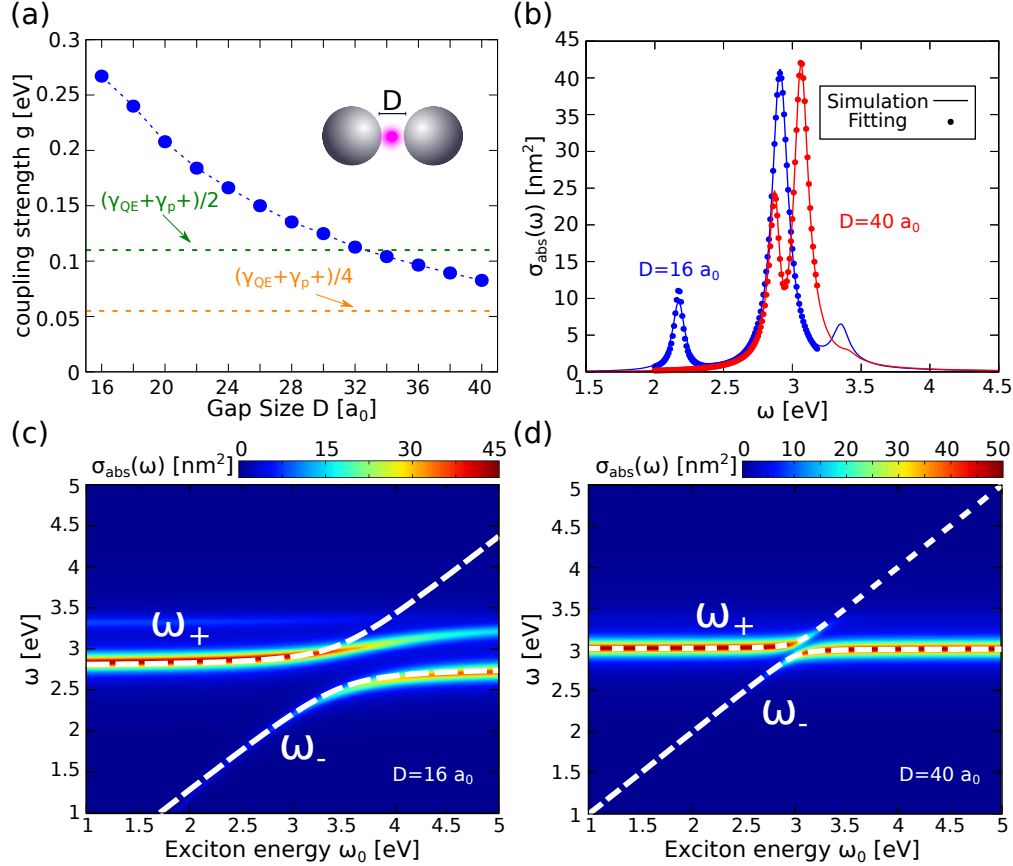 (a)
0.3
0.25
0.2
0.15
0.1
0.05
0
coupling strength g [eV]
D
(γQE+γp+)/2
(γQE+γp+)/4
16 20 24 28 32 36 40
Gap Size D [a0]
(b)
45
40
35
30
25
20
15
10
5
0
σabs(ω) [nm²]
Simulation
Fitting
D=16 a0
D=40 a0
1.5 2 2.5 3 3.5 4 4.5
ω [eV]
(c)
0 15 30 45
σabs(ω) [nm²]
5
4.5
4
3.5
3
2.5
2
1.5
1
ω [eV]
ω+
ω-
D=16 a0
1 1.5 2 2.5 3 3.5 4 4.5 5
Exciton energy ω0 [eV]
(d)
0 10 20 30 40 50
σabs(ω) [nm²]
5
4.5
4
3.5
3
2.5
2
1.5
1
ω [eV]
ω+
ω-
D=40 a0
1 1.5 2 2.5 3 3.5 4 4.5 5
Exciton energy ω0 [eV]